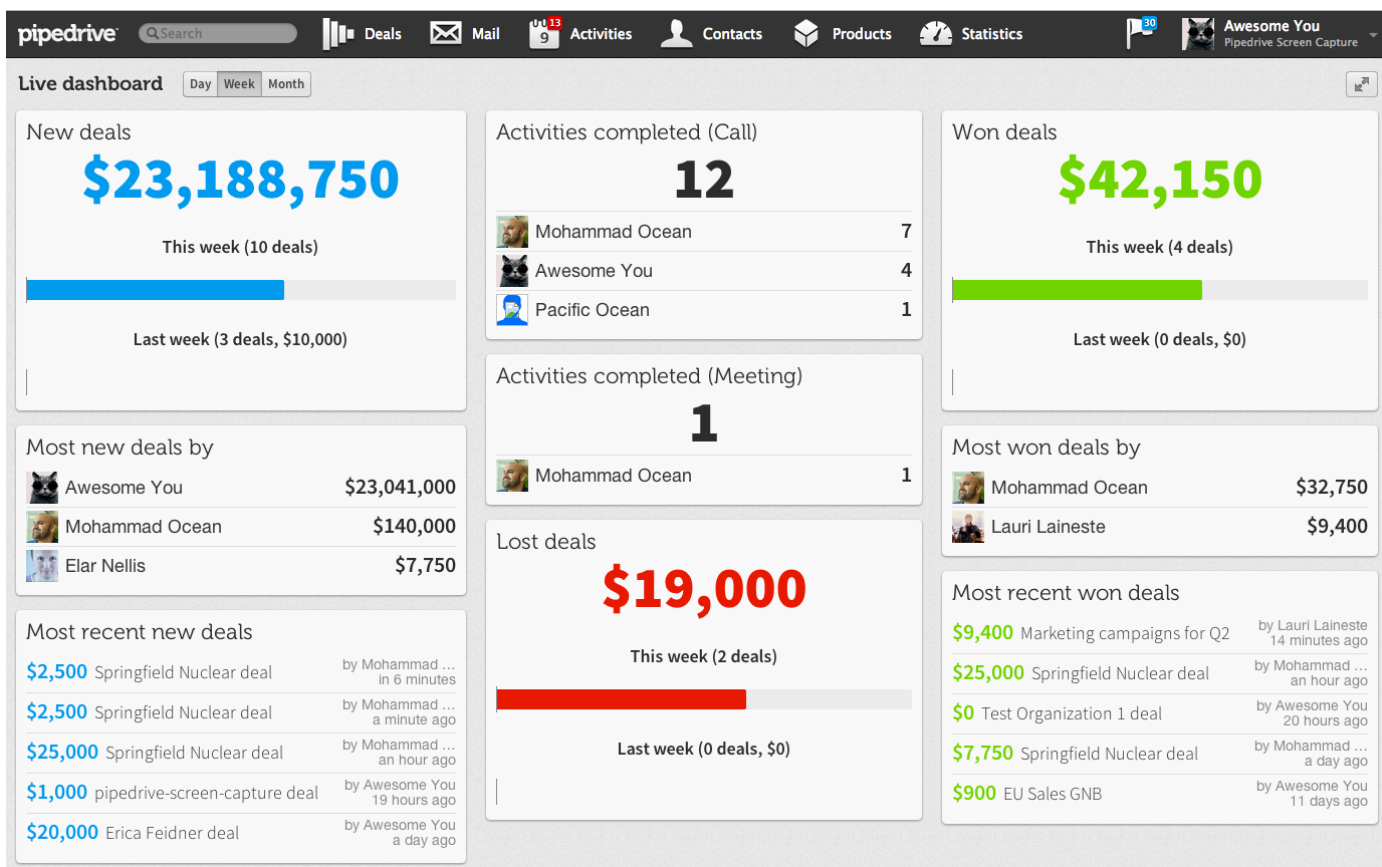 pipedrive Search Deals Mail 13 9 Activities Contacts Products Statistics 30 Awesome You
Pipedrive Screen Capture
Live dashboard Day Week Month
New deals
$23,188,750
This week (10 deals)
Last week (3 deals, $10,000)
Most new deals by
Awesome You $23,041,000
Mohammad Ocean $140,000
Elar Nellis $7,750
Most recent new deals
$2,500 Springfield Nuclear deal by Mohammad ...
in 6 minutes
$2,500 Springfield Nuclear deal by Mohammad ...
a minute ago
$25,000 Springfield Nuclear deal by Mohammad ...
an hour ago
$1,000 pipedrive-screen-capture deal by Awesome You
19 hours ago
$20,000 Erica Feidner deal by Awesome You
a day ago
Activities completed (Call)
12
Mohammad Ocean 7
Awesome You 4
Pacific Ocean 1
Activities completed (Meeting)
1
Mohammad Ocean 1
Lost deals
$19,000
This week (2 deals)
Last week (0 deals, $0)
Won deals
$42,150
This week (4 deals)
Last week (0 deals, $0)
Most won deals by
Mohammad Ocean $32,750
Lauri Laineste $9,400
Most recent won deals
$9,400 Marketing campaigns for Q2 by Lauri Laineste
14 minutes ago
$25,000 Springfield Nuclear deal by Mohammad ...
an hour ago
$0 Test Organization 1 deal by Awesome You
20 hours ago
$7,750 Springfield Nuclear deal by Mohammad ...
a day ago
$900 EU Sales GNB by Awesome You
11 days ago